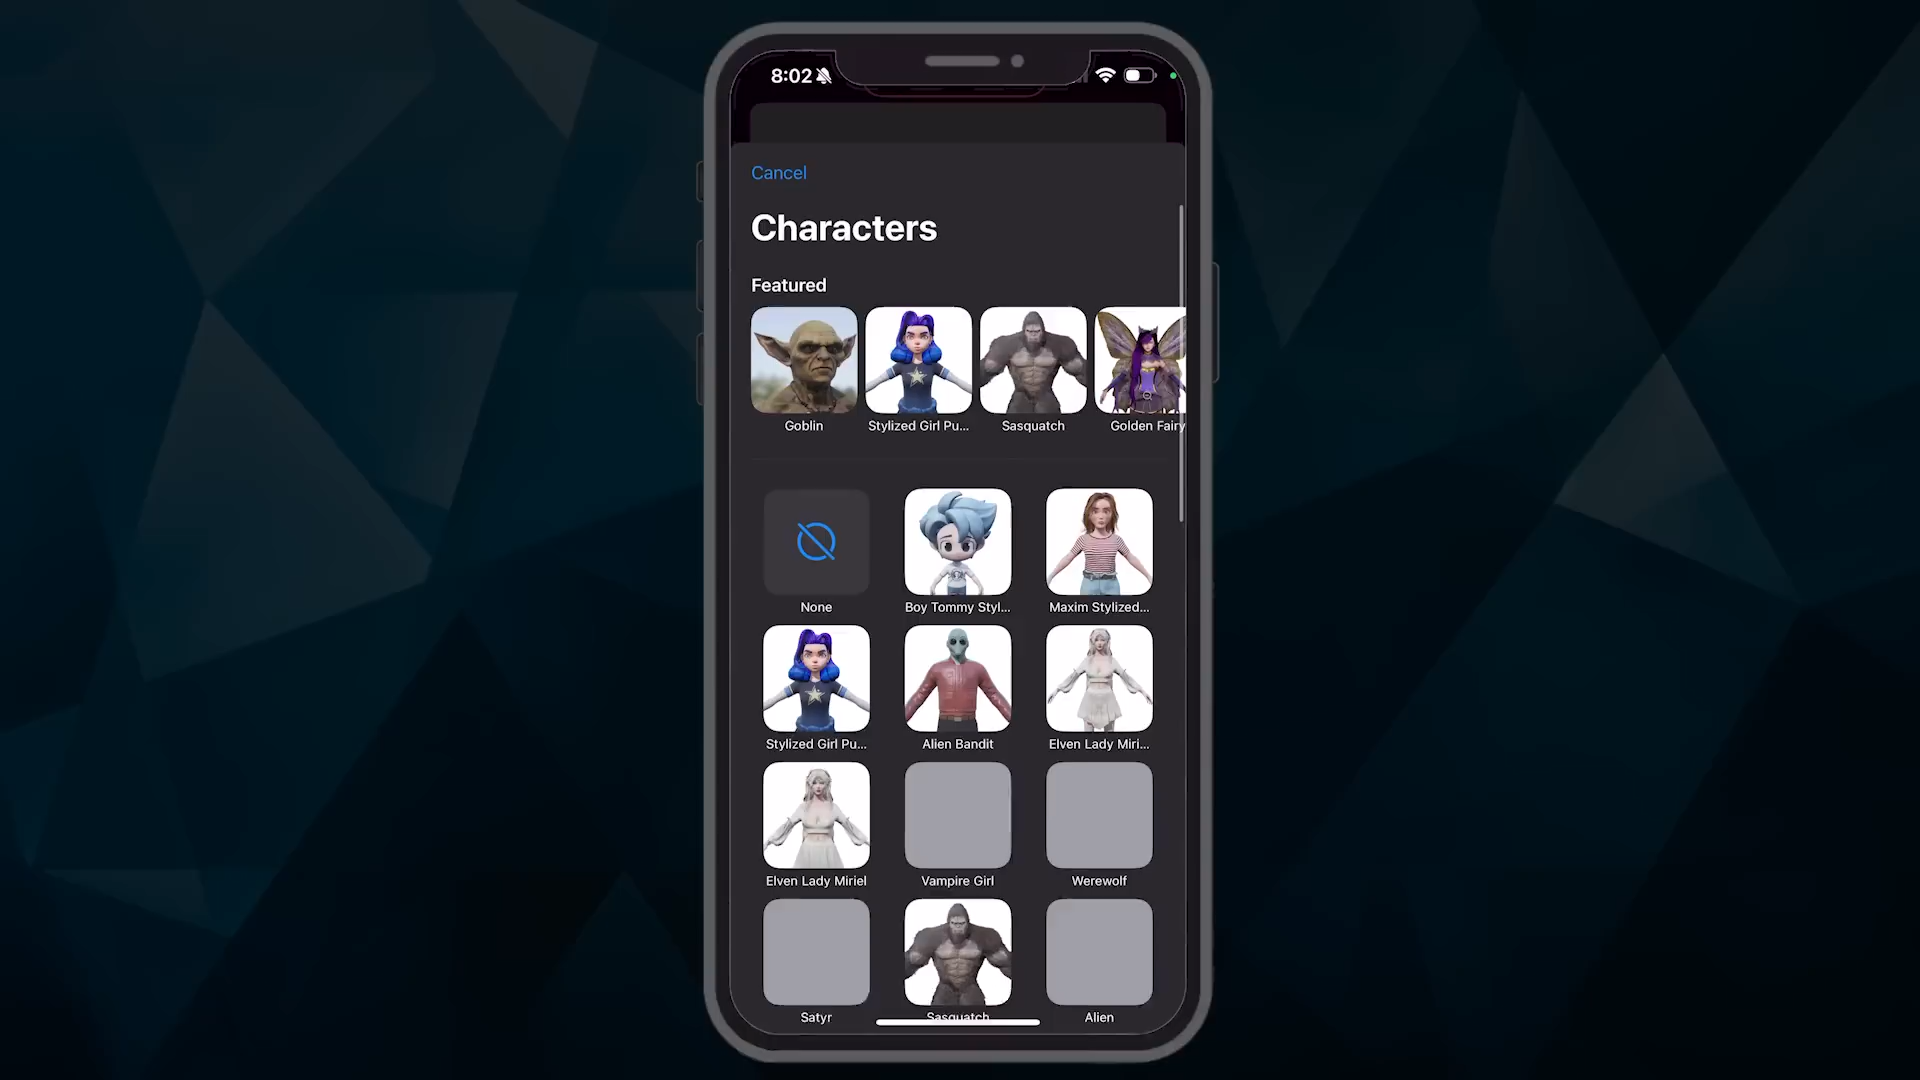 8:02
Cancel
Characters
Featured
Goblin
Stylized Girl Pu...
Sasquatch
Golden Fairy
None
Boy Tommy Styl...
Maxim Stylized...
Stylized Girl Pu...
Alien Bandit
Elven Lady Miri...
Elven Lady Miriel
Vampire Girl
Werewolf
Satyr
Sasquatch
Alien